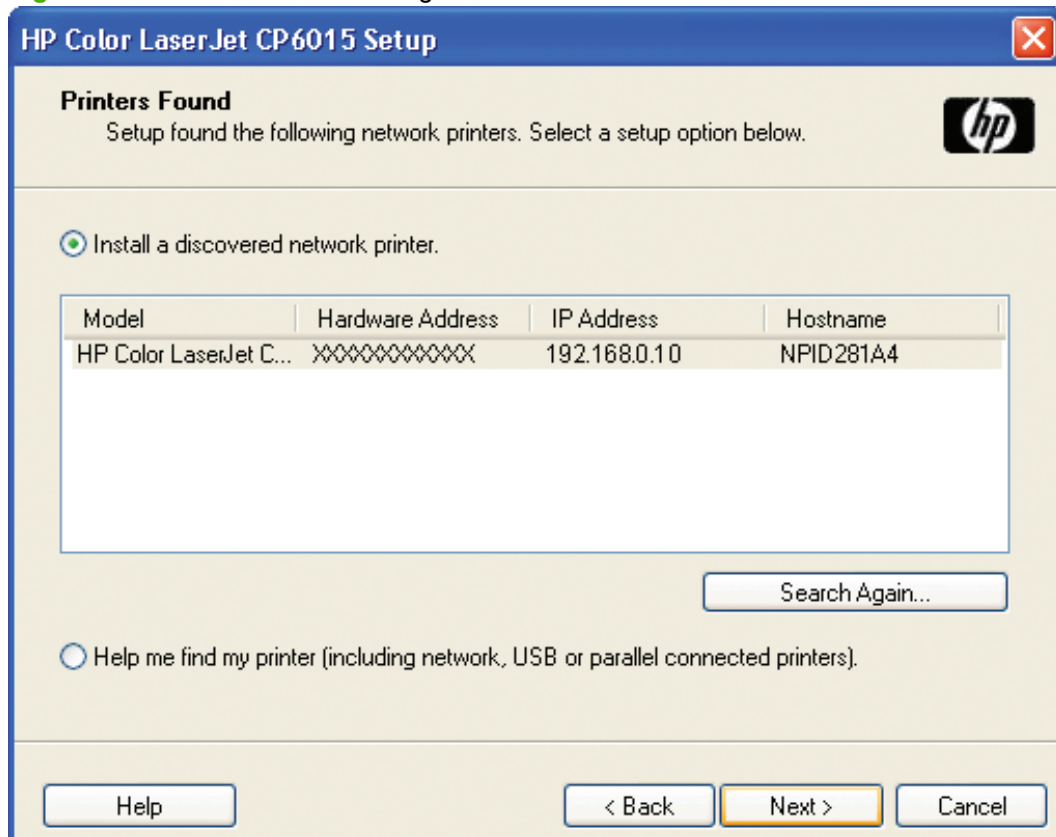 HP Color LaserJet CP6015 Setup
Printers Found
Setup found the following network printers. Select a setup option below.
hp
Install a discovered network printer.
Model Hardware Address IP Address Hostname
HP Color LaserJet C... XXXXXXXXXXXX 192.168.0.10 NPID281A4
Search Again...
Help me find my printer (including network, USB or parallel connected printers).
Help < Back Next > Cancel